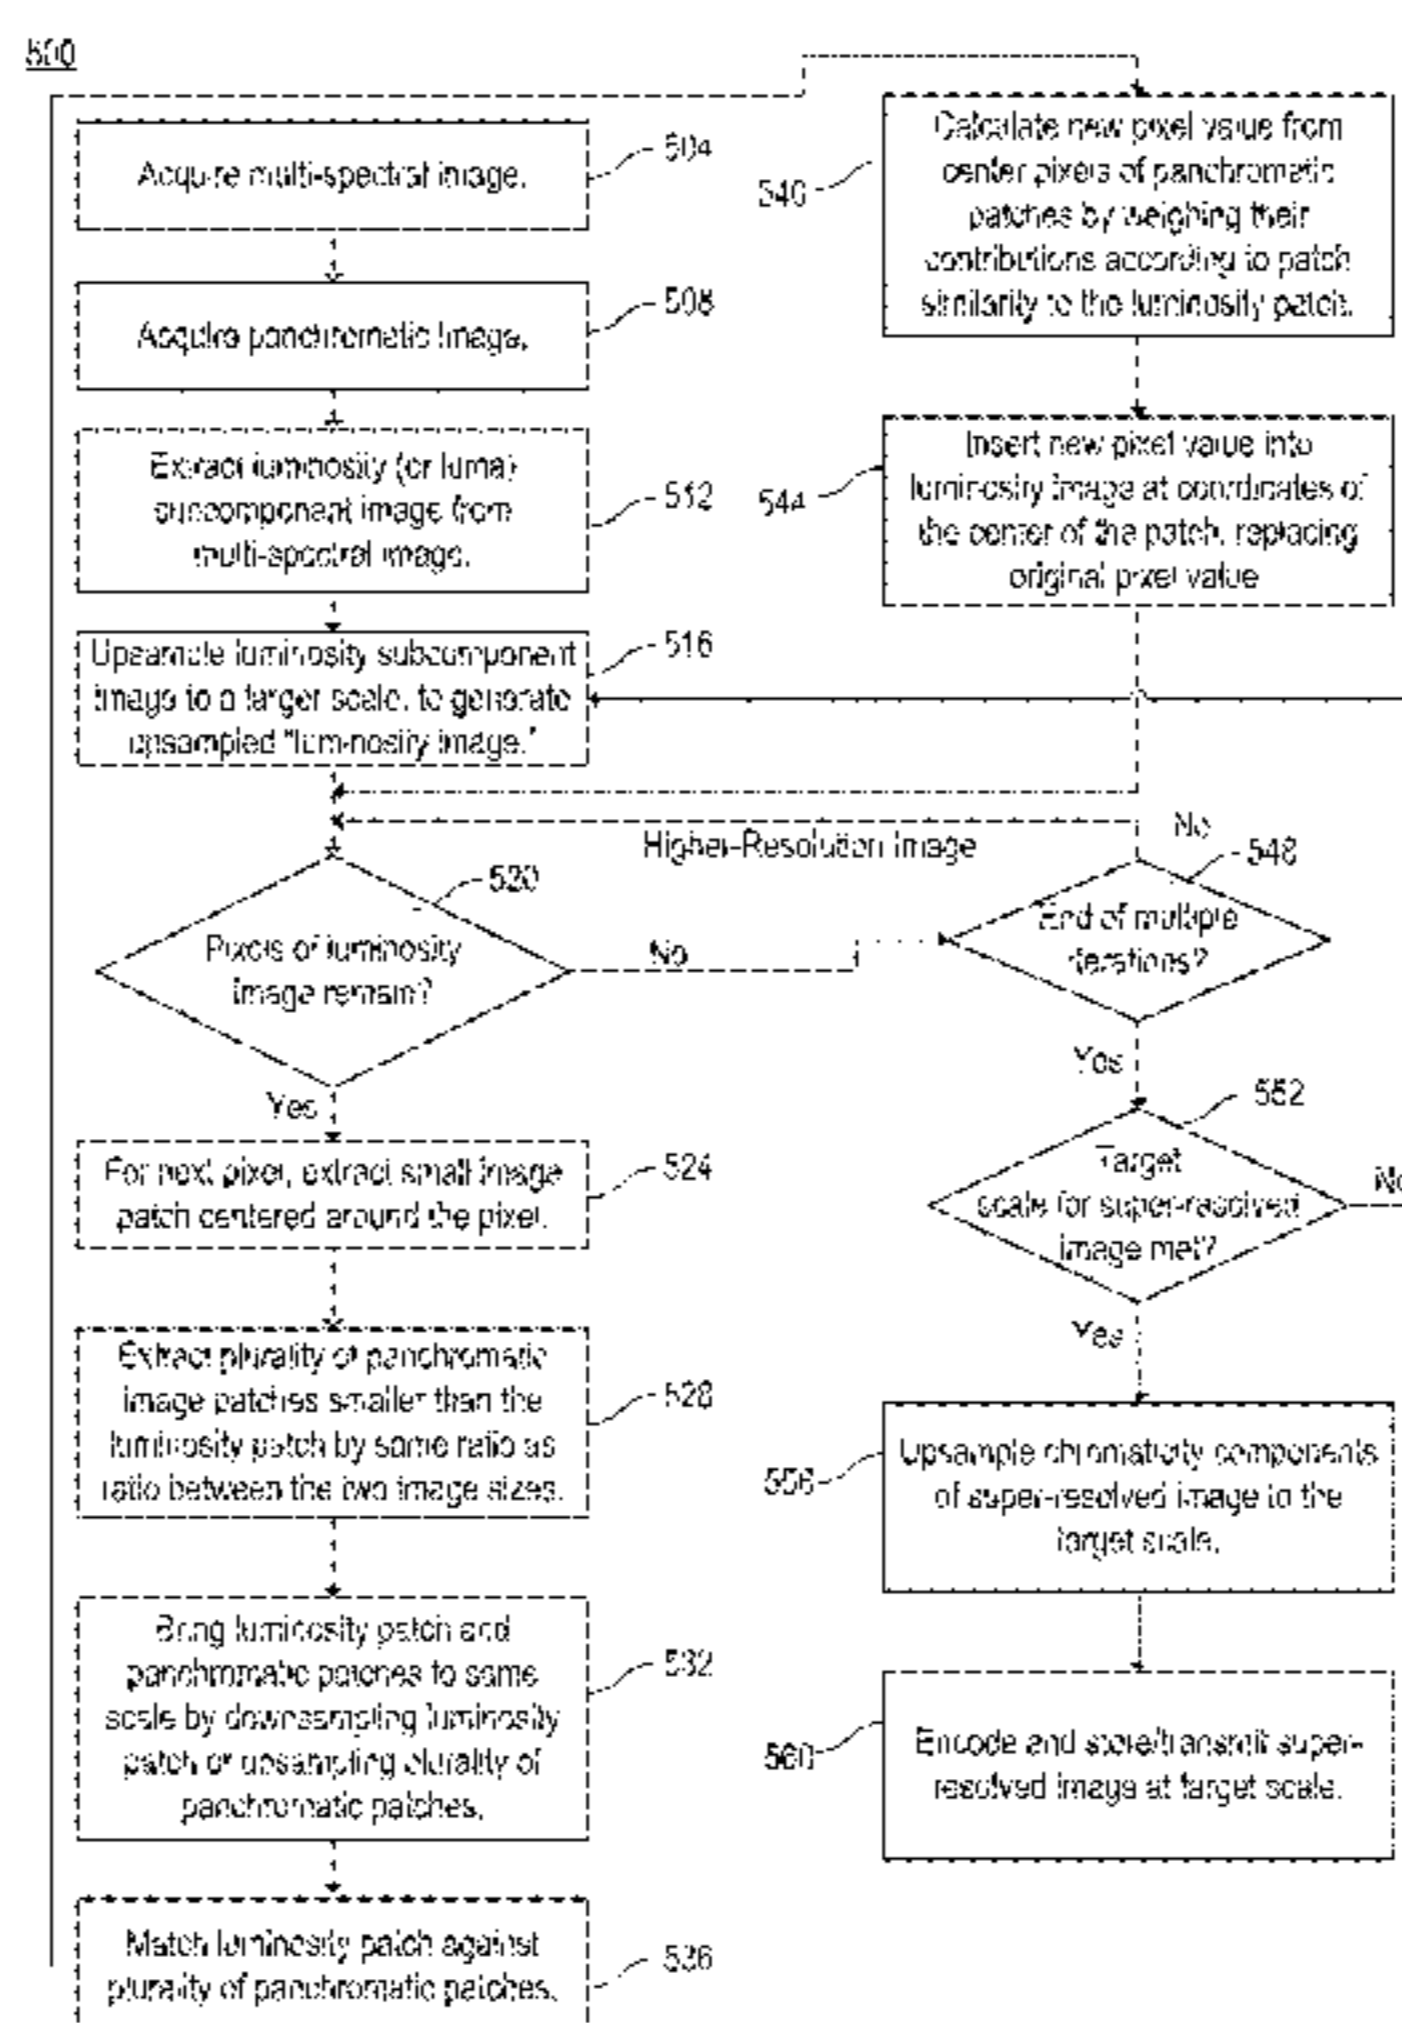 500
Acquire multi-spectral image.
504
Acquire panchromatic image.
508
Extract luminosity (or luma)
subcomponent image from
multi-spectral image.
512
Upsample luminosity subcomponent
image to a larger scale, to generate
upsampled "luminosity image."
516
Pixels of luminosity
image remain?
520
No
Yes
For next pixel, extract small image
patch centered around the pixel.
524
Extract plurality of panchromatic
image patches smaller than the
luminosity patch by same ratio as
ratio between the two image sizes.
528
Bring luminosity patch and
panchromatic patches to same
scale by downsampling luminosity
patch or upsampling plurality of
panchromatic patches.
532
Match luminosity patch against
plurality of panchromatic patches.
536
Calculate new pixel value from
center pixels of panchromatic
patches by weighing their
contributions according to patch
similarity to the luminosity patch.
540
Insert new pixel value into
luminosity image at coordinates of
the center of the patch, replacing
original pixel value
544
Higher-Resolution Image
No
548
End of multiple
iterations?
Yes
552
Target
scale for super-resolved
image met?
No
Yes
Upsample chromaticity components
of super-resolved image to the
target scale.
556
Encode and store/transmit super-
resolved image at target scale.
560